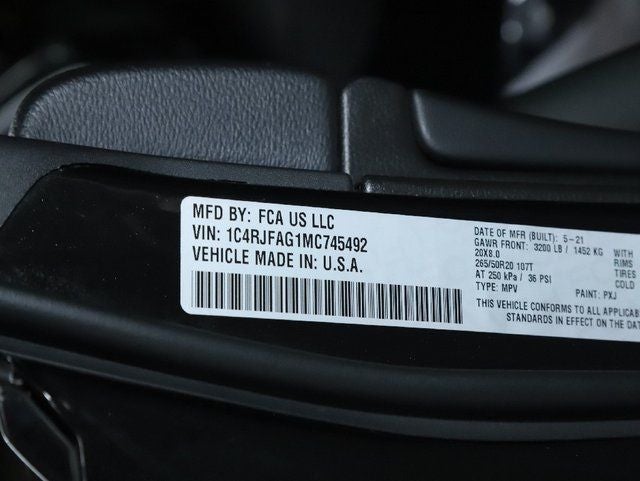 MFD BY: FCA US LLC
VIN: 1C4RJFAG1MC745492
VEHICLE MADE IN: U.S.A.
DATE OF MFR (BUILT): 5-21
GAWR FRONT: 3200 LB / 1452 KG WITH
20X8.0 RIMS
265/50R20 107T TIRES
AT 250 kPa / 36 PSI COLD
TYPE: MPV PAINT: PXJ
THIS VEHICLE CONFORMS TO ALL APPLICAB
STANDARDS IN EFFECT ON THE DAT